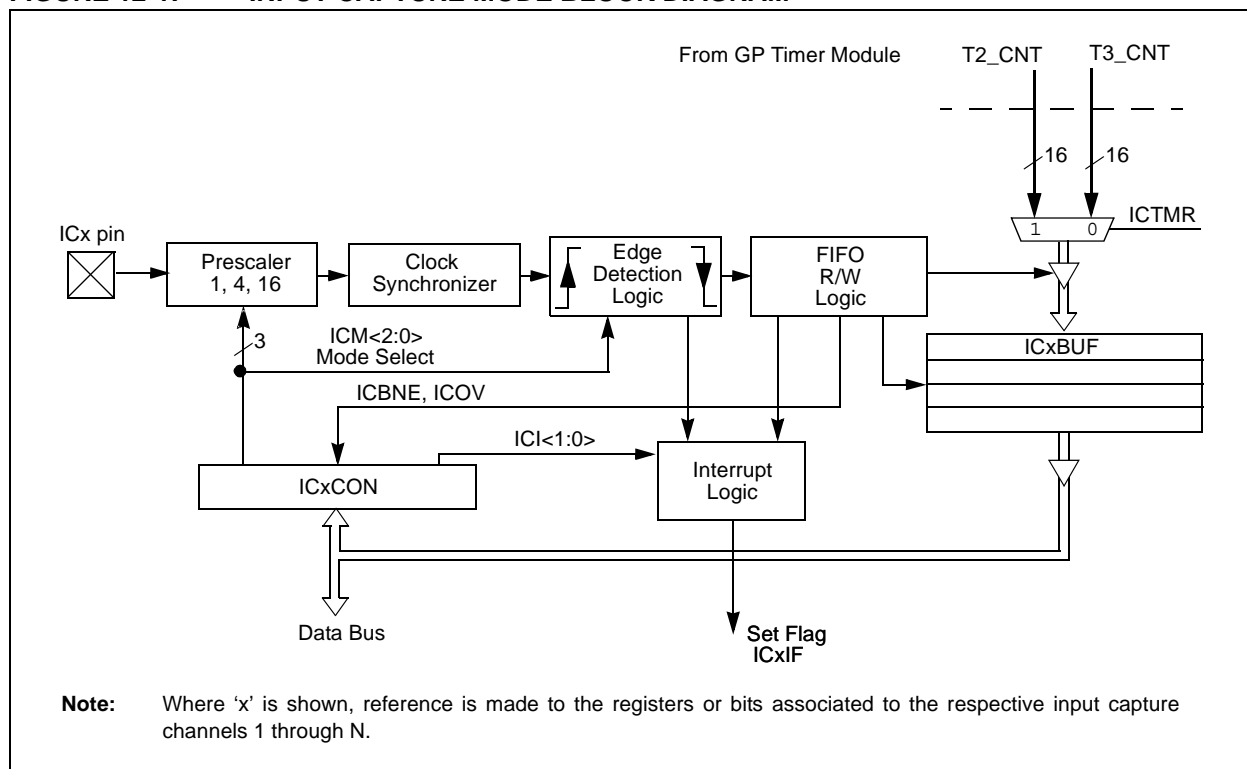 From GP Timer Module
T2_CNT
T3_CNT
16
16
1
0
ICTMR
ICx pin
Prescaler
1, 4, 16
Clock
Synchronizer
Edge
Detection
Logic
FIFO
R/W
Logic
3
ICM<2:0>
Mode Select
ICxBUF
ICBNE, ICOV
ICI<1:0>
ICxCON
Interrupt
Logic
Data Bus
Set Flag
ICxIF
Note: Where ‘x’ is shown, reference is made to the registers or bits associated to the respective input capture
channels 1 through N.